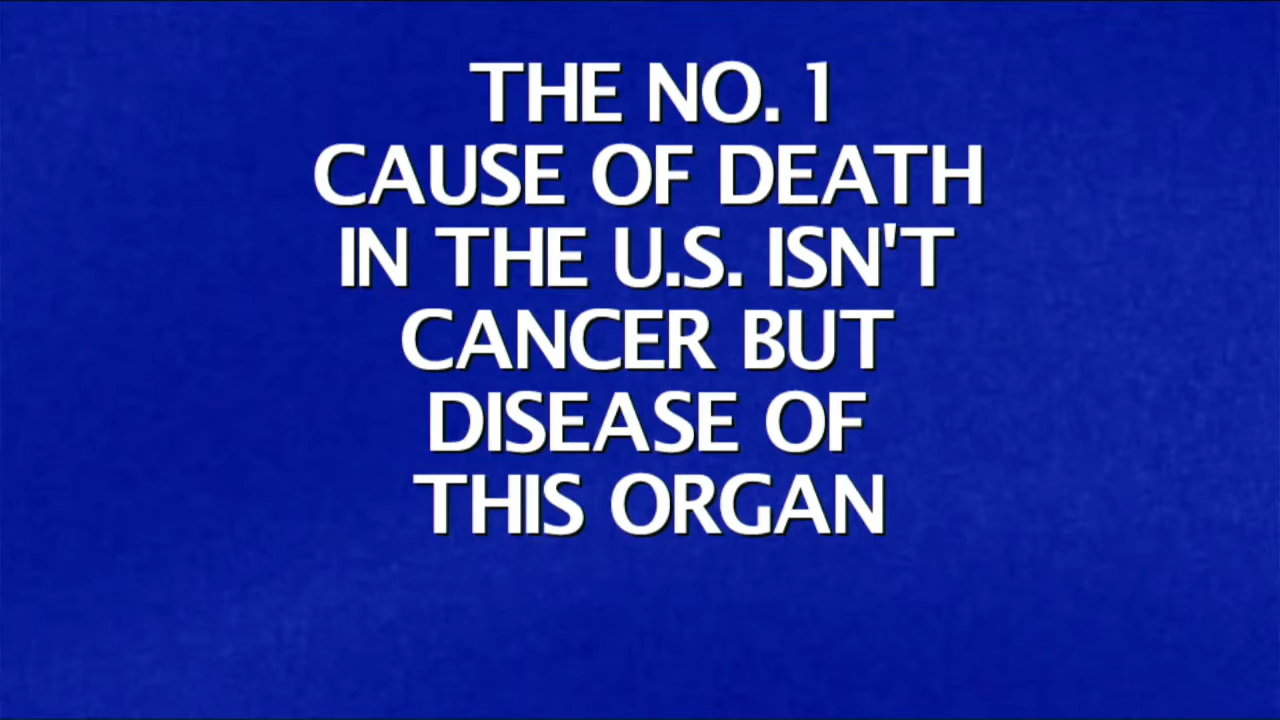 THE NO. 1
CAUSE OF DEATH
IN THE U.S. ISN'T
CANCER BUT
DISEASE OF
THIS ORGAN